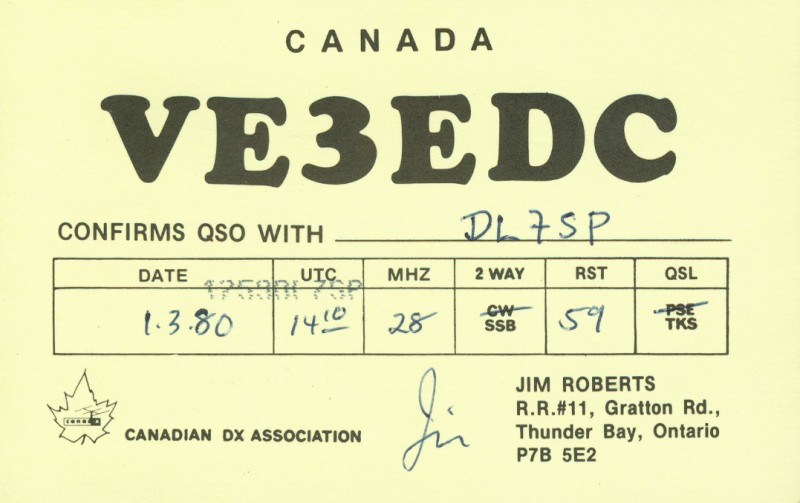 CANADA
VE3EDC
CONFIRMS QSO WITH DL7SP
DATE UTC MHZ 2 WAY RST QSL
1.3.80 14 10 28 CW SSB 59 PSE TKS
CANADIAN DX ASSOCIATION
Jim
JIM ROBERTS
R.R.#11, Gratton Rd.,
Thunder Bay, Ontario
P7B 5E2